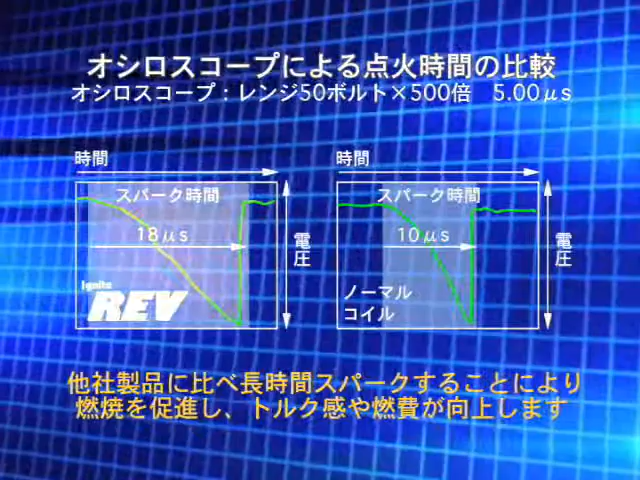 オシロスコープによる点火時間の比較
オシロスコープ：レンジ50ボルト×500倍　5.00μs
時間
スパーク時間
18μs
電圧
Ignite
REV
時間
スパーク時間
10μs
電圧
ノーマル
コイル
他社製品に比べ長時間スパークすることにより
燃焼を促進し、トルク感や燃費が向上します